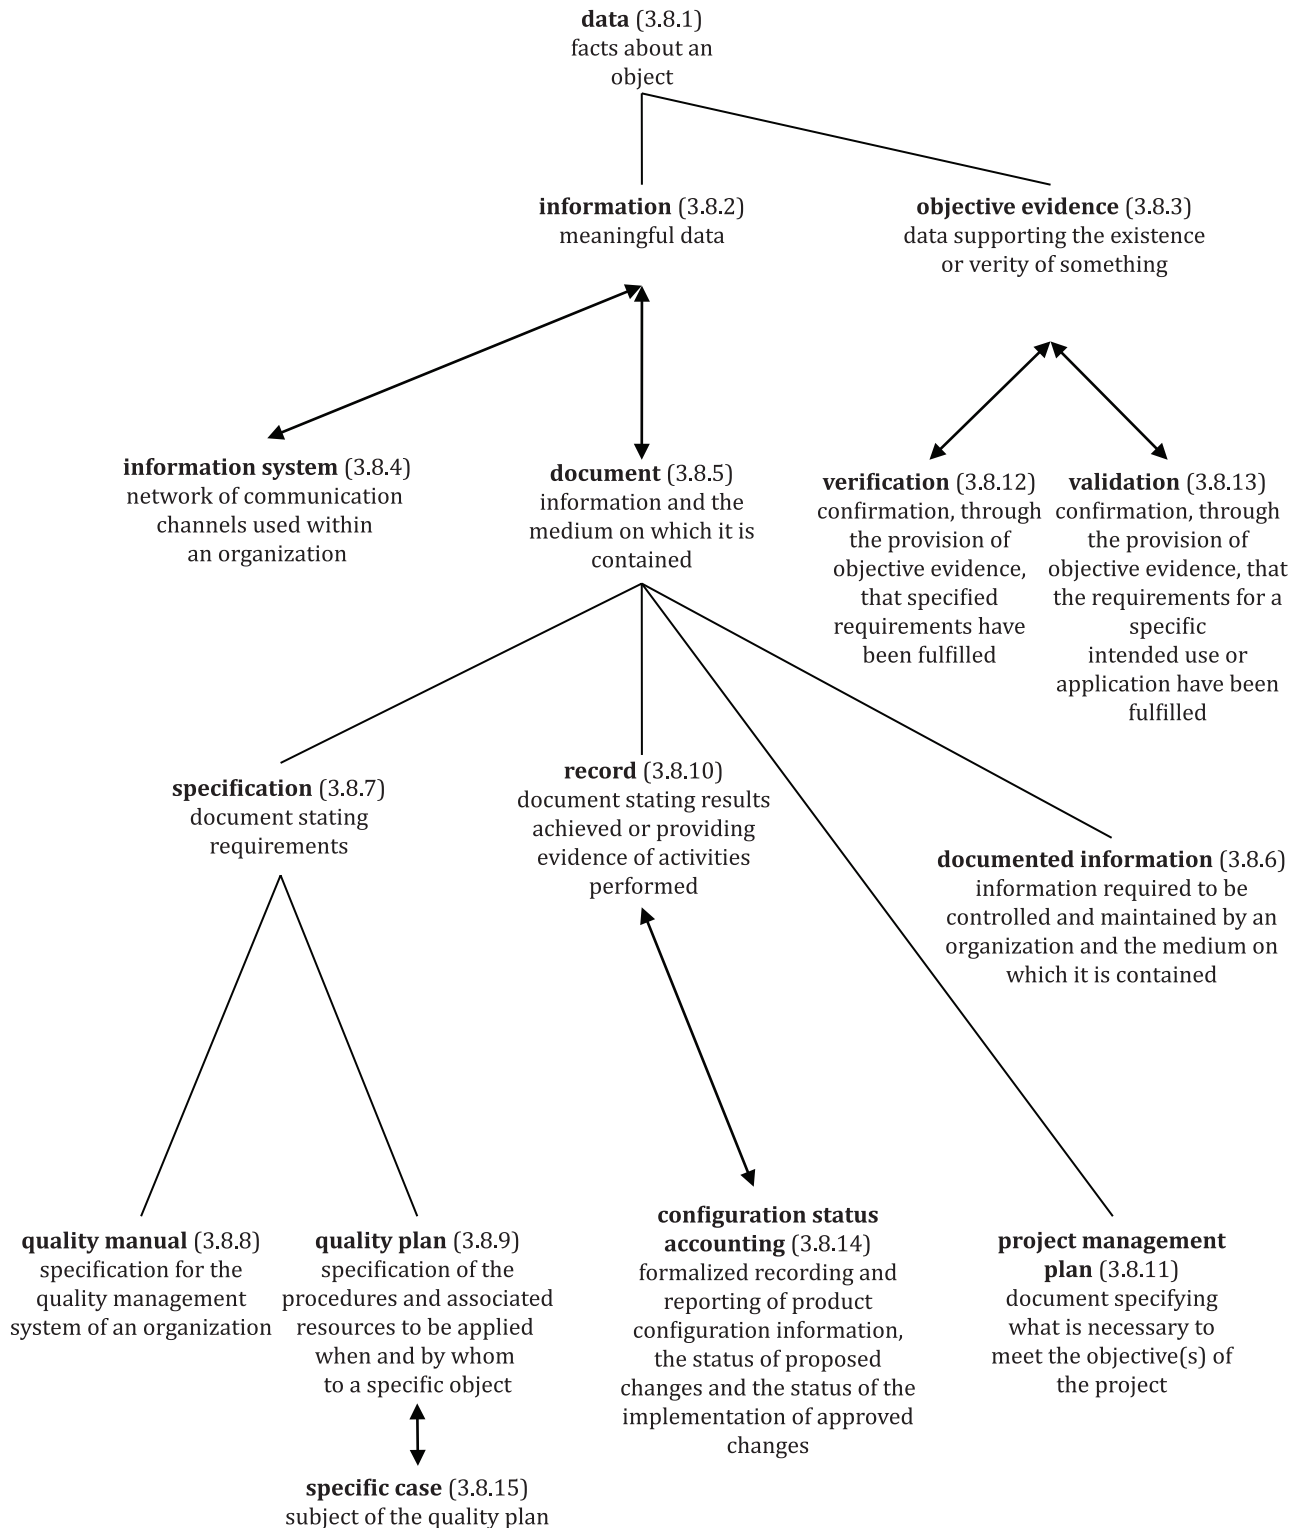 data (3.8.1)
facts about an
object
information (3.8.2)
meaningful data
objective evidence (3.8.3)
data supporting the existence
or verity of something
information system (3.8.4)
network of communication
channels used within
an organization
document (3.8.5)
information and the
medium on which it is
contained
verification (3.8.12)
confirmation, through
the provision of
objective evidence,
that specified
requirements have
been fulfilled
validation (3.8.13)
confirmation, through
the provision of
objective evidence, that
the requirements for a
specific
intended use or
application have been
fulfilled
specification (3.8.7)
document stating
requirements
record (3.8.10)
document stating results
achieved or providing
evidence of activities
performed
documented information (3.8.6)
information required to be
controlled and maintained by an
organization and the medium on
which it is contained
quality manual (3.8.8)
specification for the
quality management
system of an organization
quality plan (3.8.9)
specification of the
procedures and associated
resources to be applied
when and by whom
to a specific object
configuration status
accounting (3.8.14)
formalized recording and
reporting of product
configuration information,
the status of proposed
changes and the status of the
implementation of approved
changes
project management
plan (3.8.11)
document specifying
what is necessary to
meet the objective(s) of
the project
specific case (3.8.15)
subject of the quality plan